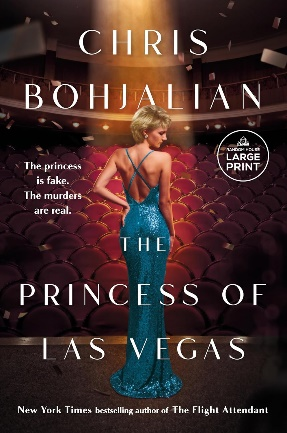 CHRIS
BOHJALIAN
RANDOM HOUSE
LARGE
PRINT
The princess
is fake.
The murders
are real.
THE
PRINCESS OF
LAS VEGAS
New York Times bestselling author of The Flight Attendant